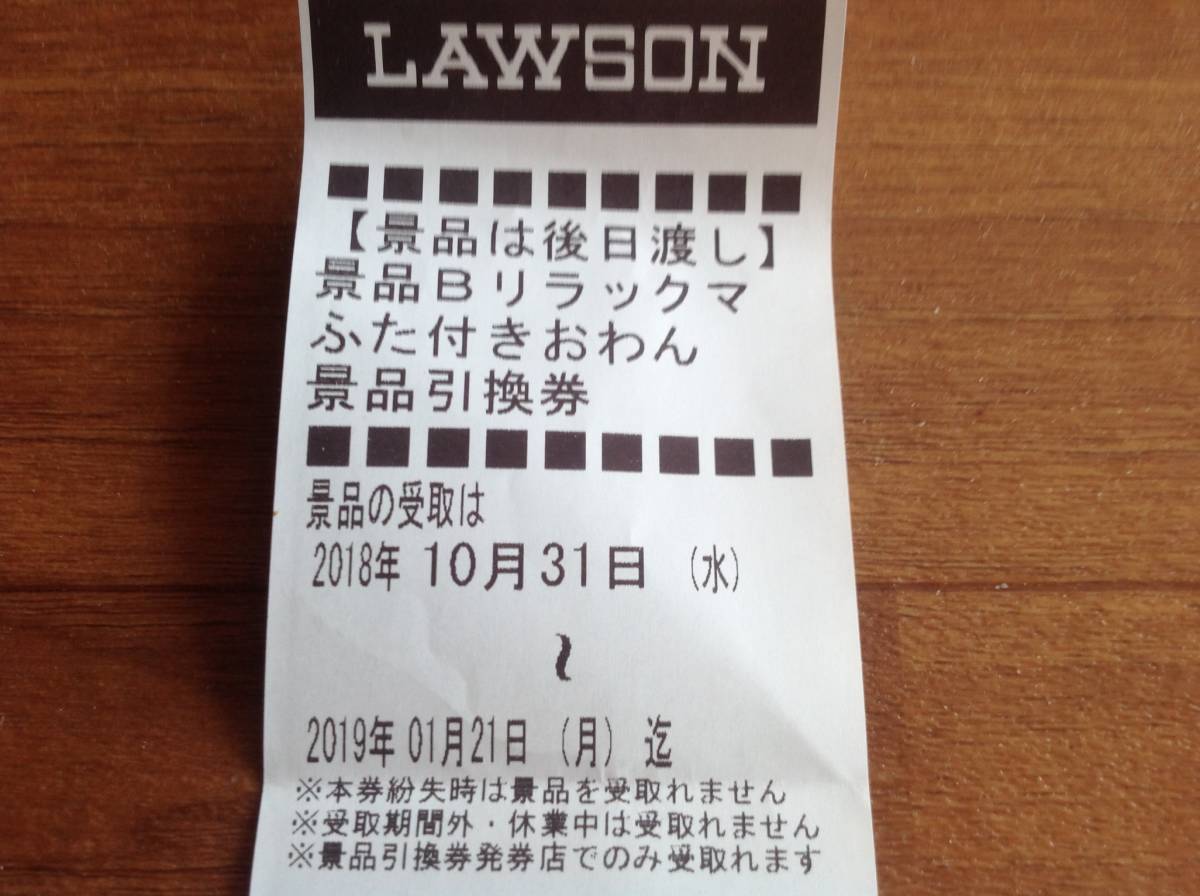 LAWSON
■■■■■■■■■
【景品は後日渡し】
景品Bリラックマ
ふた付きおわん
景品引換券
■■■■■■■■■
景品の受取は
2018年 10月31日 (水)
~
2019年 01月21日 (月) 迄
※本券紛失時は景品を受取れません
※受取期間外・休業中は受取れません
※景品引換券発券店でのみ受取れます